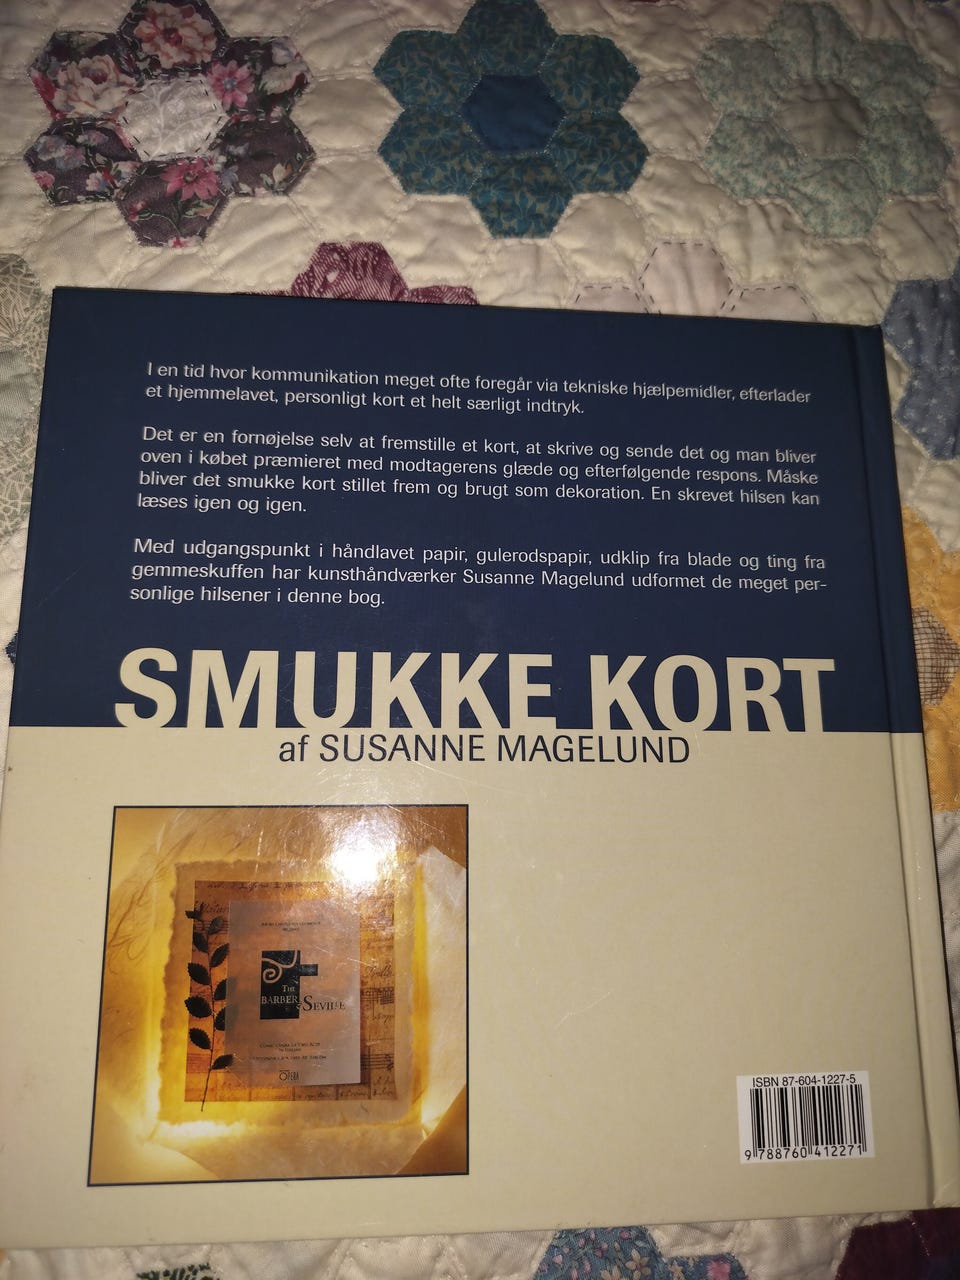 I en tid hvor kommunikation meget ofte foregår via tekniske hjælpemidler, efterlader
et hjemmelavet, personligt kort et helt særligt indtryk.
Det er en fornøjelse selv at fremstille et kort, at skrive og sende det og man bliver
oven i købet præmieret med modtagerens glæde og efterfølgende respons. Måske
bliver det smukke kort stillet frem og brugt som dekoration. En skrevet hilsen kan
læses igen og igen.
Med udgangspunkt i håndlavet papir, gulerodspapir, udklip fra blade og ting fra
gemmeskuffen har kunsthåndværker Susanne Magelund udformet de meget per-
sonlige hilsener i denne bog.
SMUKKE KORT
af SUSANNE MAGELUND
THE
BARBER
SEVILLE
OPERA
ISBN 87-604-1227-5
9 788760 412271